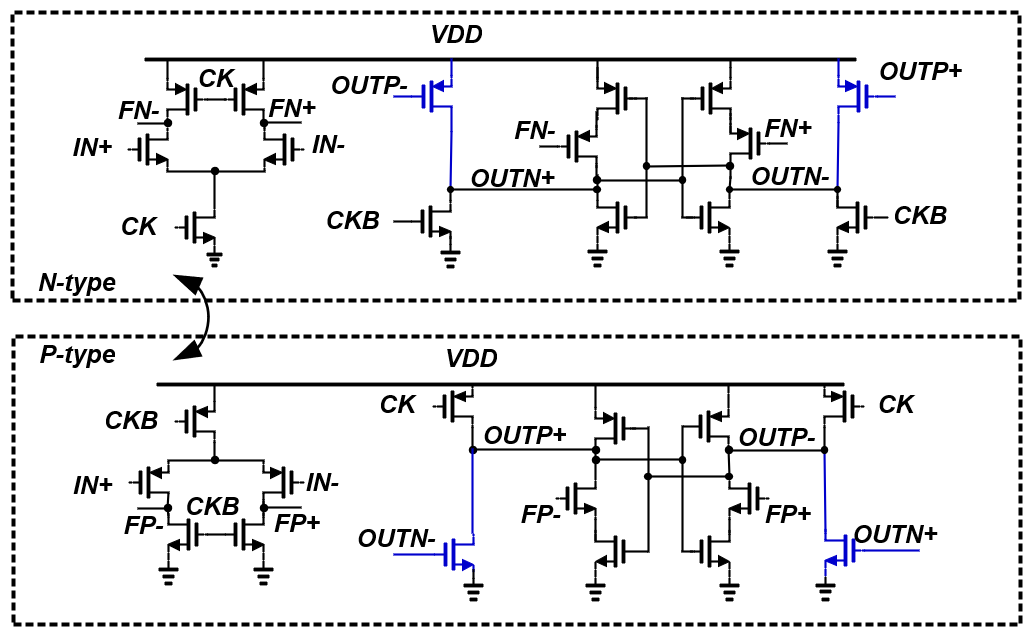 VDD
CK
OUTP-
OUTP+
FN-
FN+
IN+
IN-
FN-
FN+
OUTN+
OUTN-
CK
CKB
CKB
N-type
P-type
VDD
CKB
CK
CK
OUTP+
OUTP-
IN+
IN-
FP-
CKB
FP+
FP-
FP+
OUTN-
OUTN+